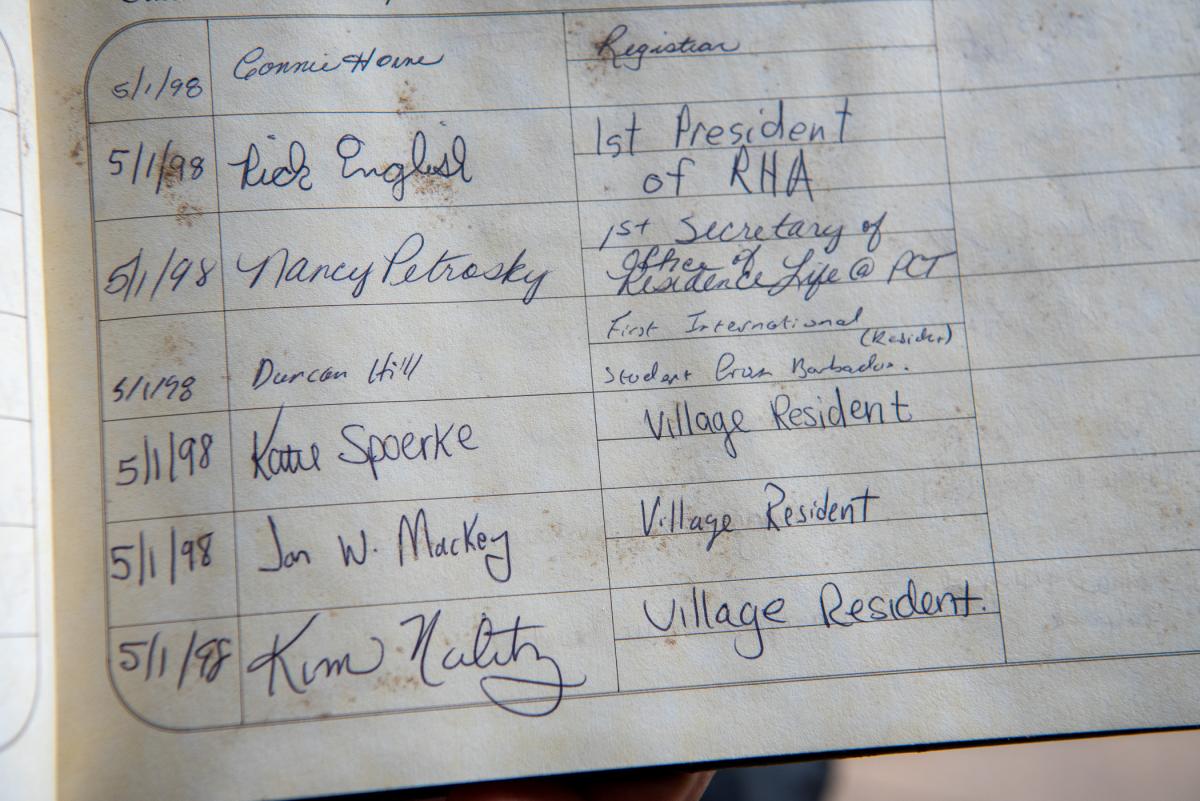 5/1/98 Connie Horne Registrar
5/1/98 Rick English 1st President
of RHA
5/1/98 Nancy Petrosky 1st Secretary of
Office of
Residence Life @ PCT
5/1/98 Duncan Hill First International
(Resident)
Student From Barbados.
5/1/98 Katie Spoerke Village Resident
5/1/98 Jon W. Mackey Village Resident
5/1/98 Kim Village Resident.